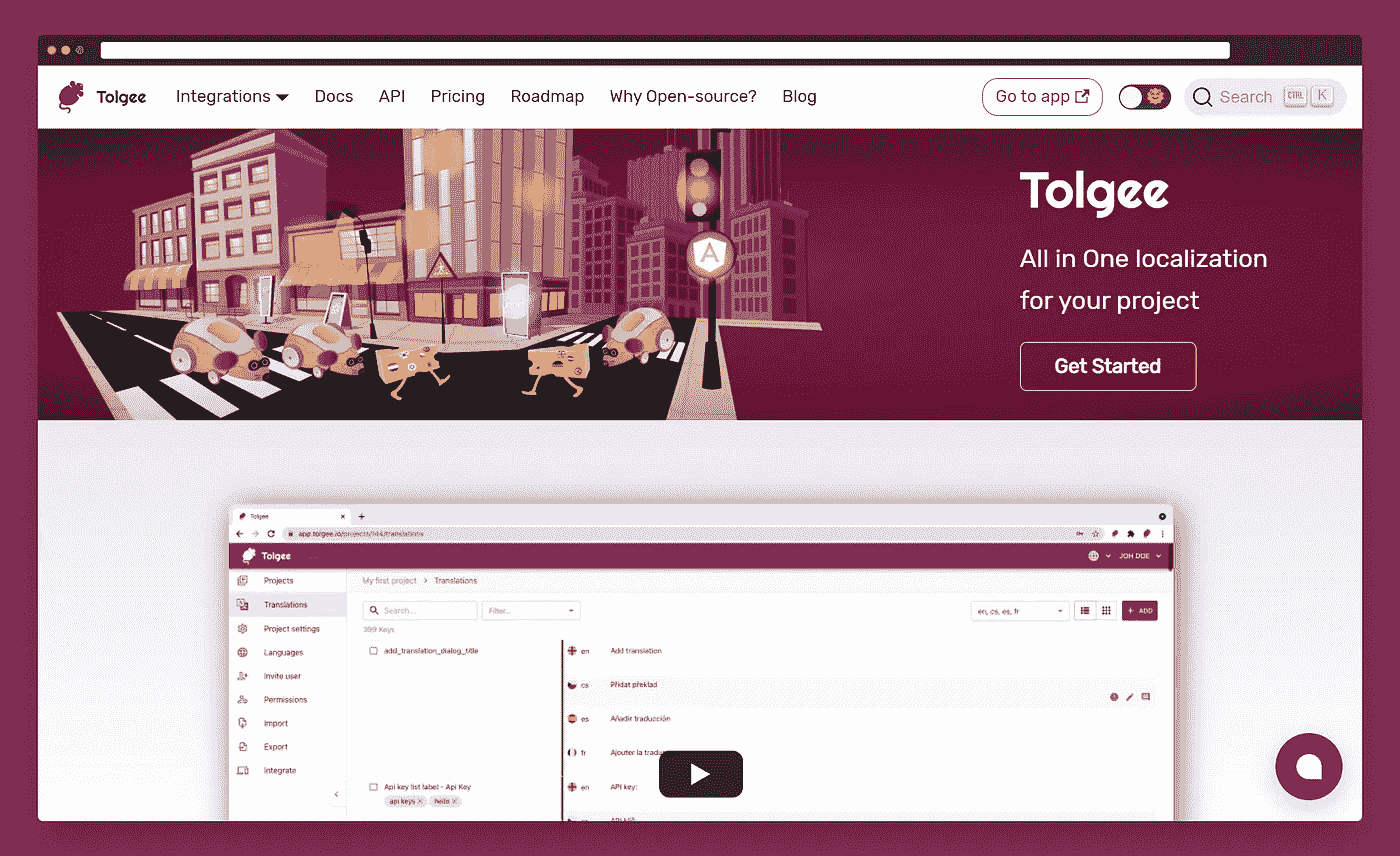 Tolgee
Integrations
Docs
API
Pricing
Roadmap
Why Open-source?
Blog
Go to app
Search
CTRL
K
A
Tolgee
All in One localization
for your project
Get Started
Tolgee
app.tolgee.io/projects/144/translations
Tolgee
JOH DOE
Projects
Translations
Project settings
Languages
Invite user
Permissions
Import
Export
Integrate
My first project > Translations
Search...
Filter...
en, cs, es, fr
+ ADD
399 Keys
add_translation_dialog_title
en
Add translation
cs
Přidat překlad
es
Añadir traducción
fr
Ajouter la
Api key list label - Api Key
api keys
hello
en
API key: